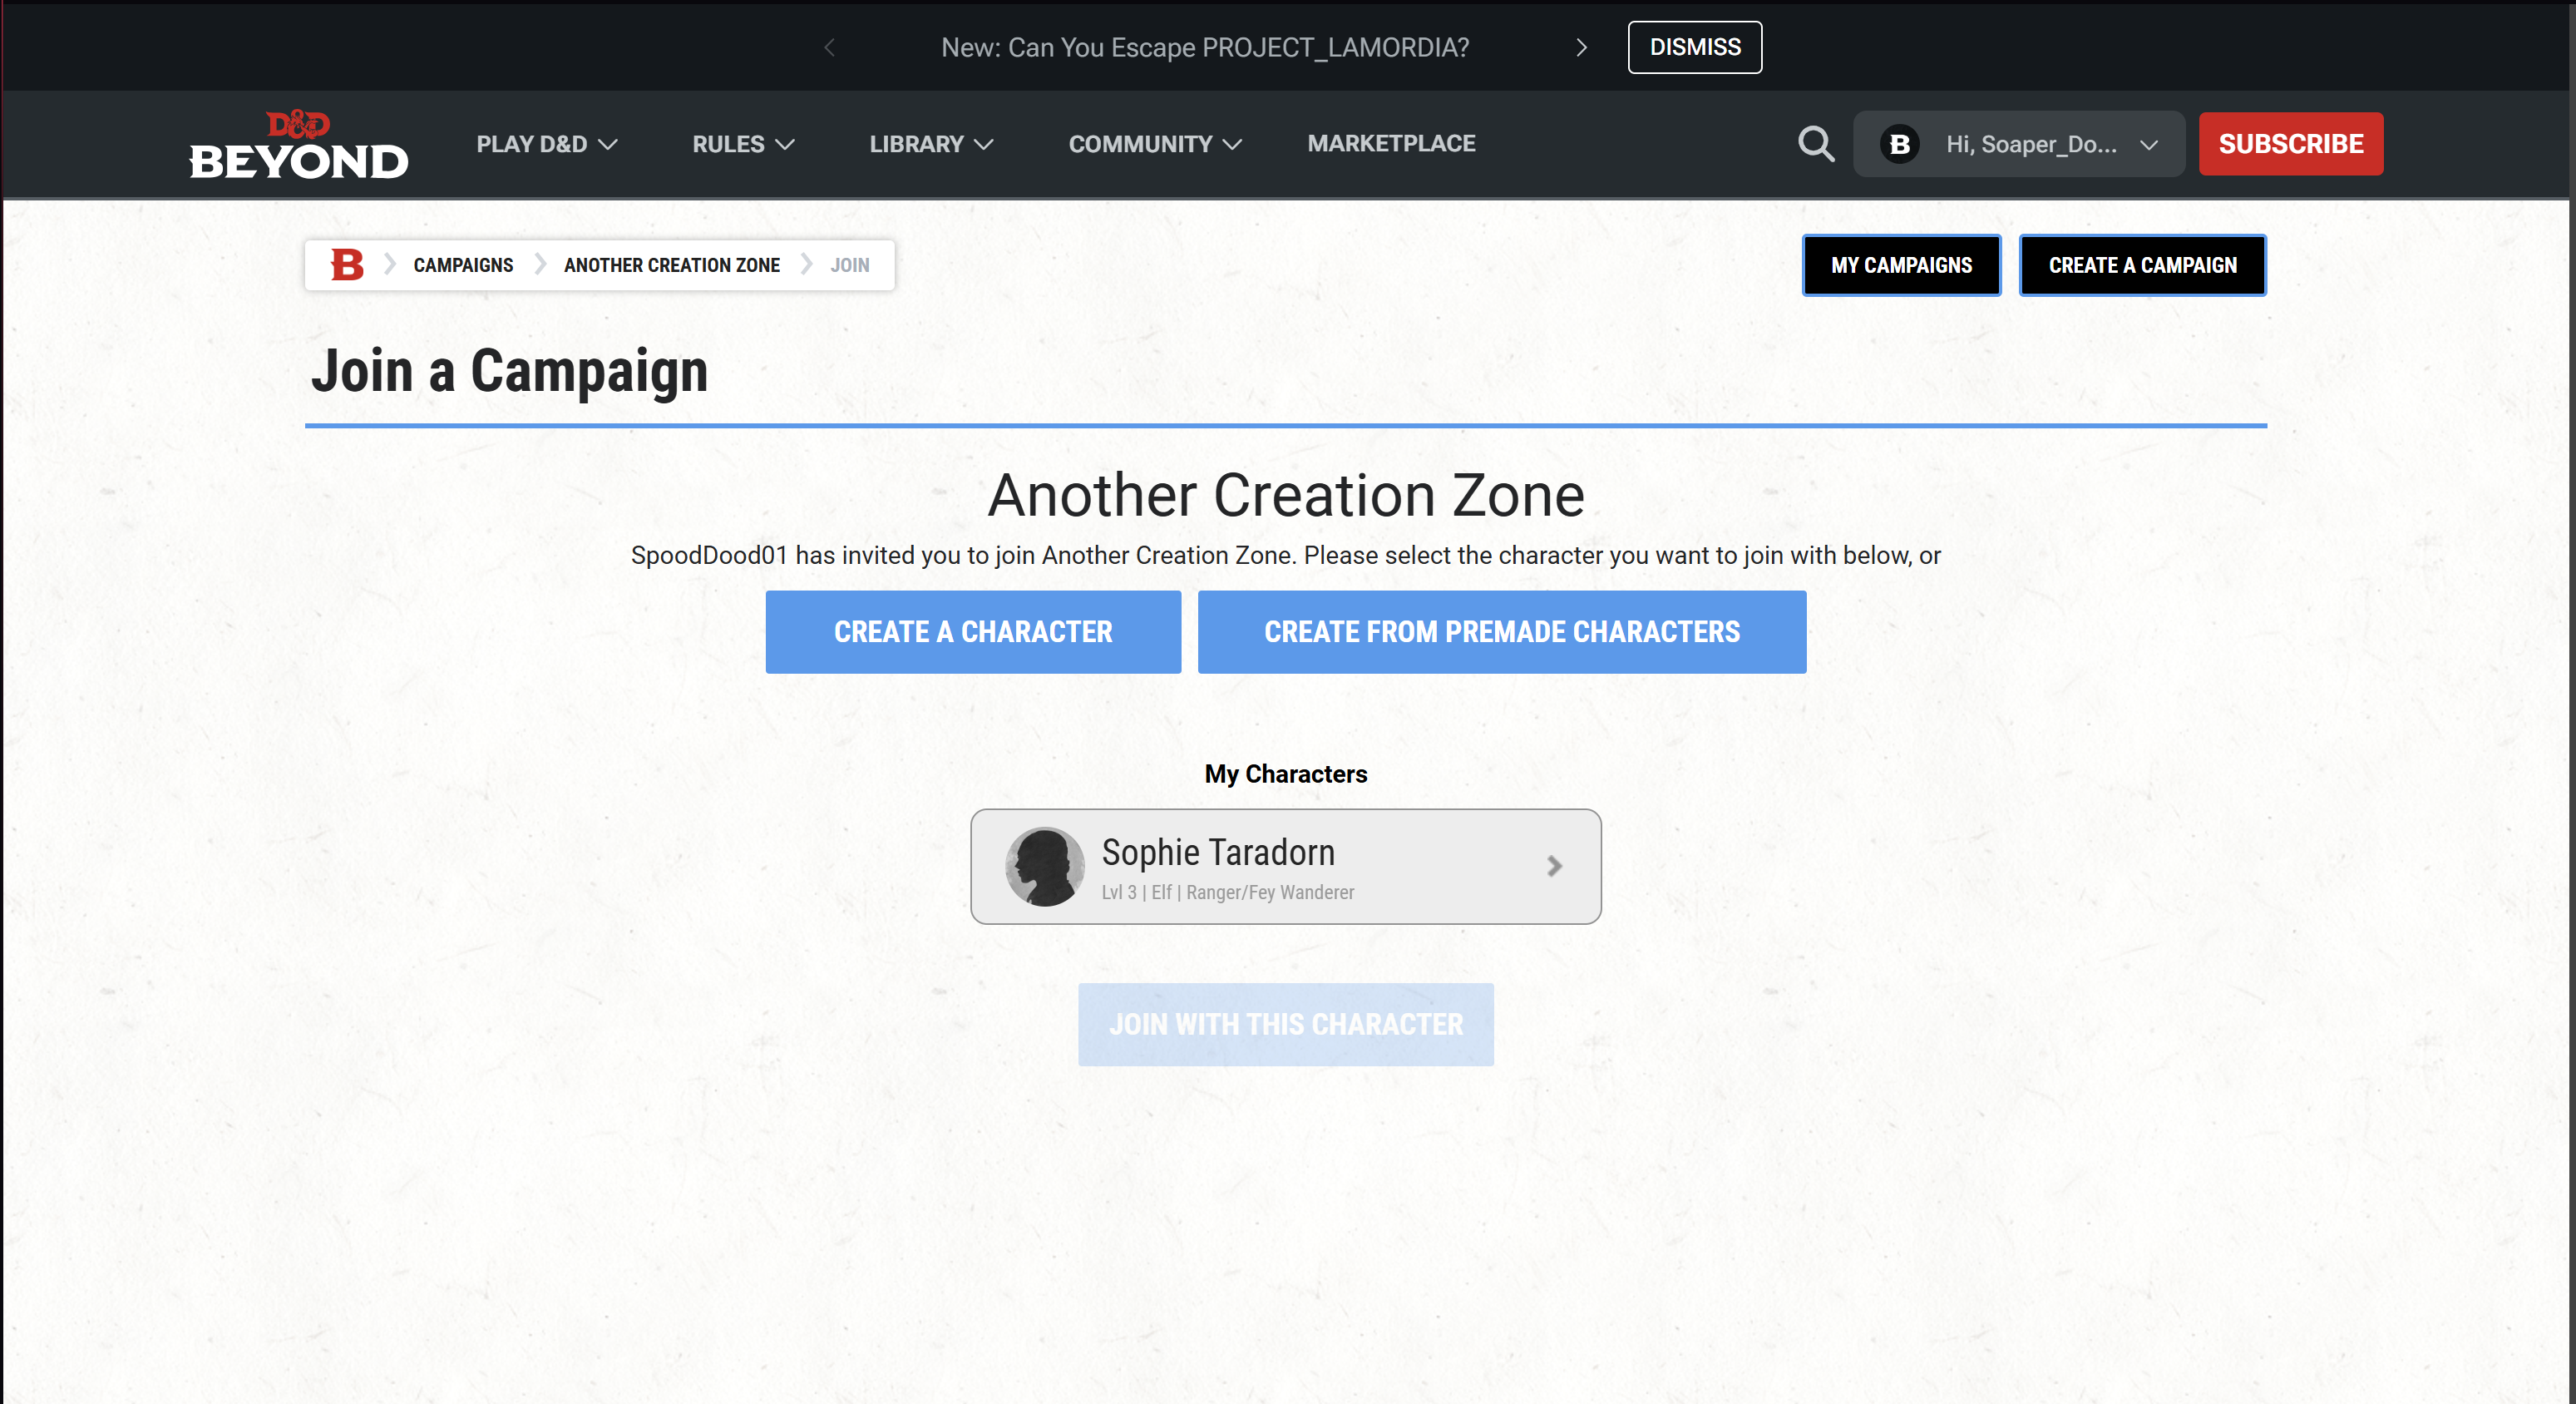 New: Can You Escape PROJECT_LAMORDIA?
DISMISS
D&D
BEYOND
PLAY D&D
RULES
LIBRARY
COMMUNITY
MARKETPLACE
B
Hi, Soaper_Do...
SUBSCRIBE
B
CAMPAIGNS
ANOTHER CREATION ZONE
JOIN
MY CAMPAIGNS
CREATE A CAMPAIGN
Join a Campaign
Another Creation Zone
SpoodDood01 has invited you to join Another Creation Zone. Please select the character you want to join with below, or
CREATE A CHARACTER
CREATE FROM PREMADE CHARACTERS
My Characters
Sophie Taradorn
Lvl 3 | Elf | Ranger/Fey Wanderer
JOIN WITH THIS CHARACTER